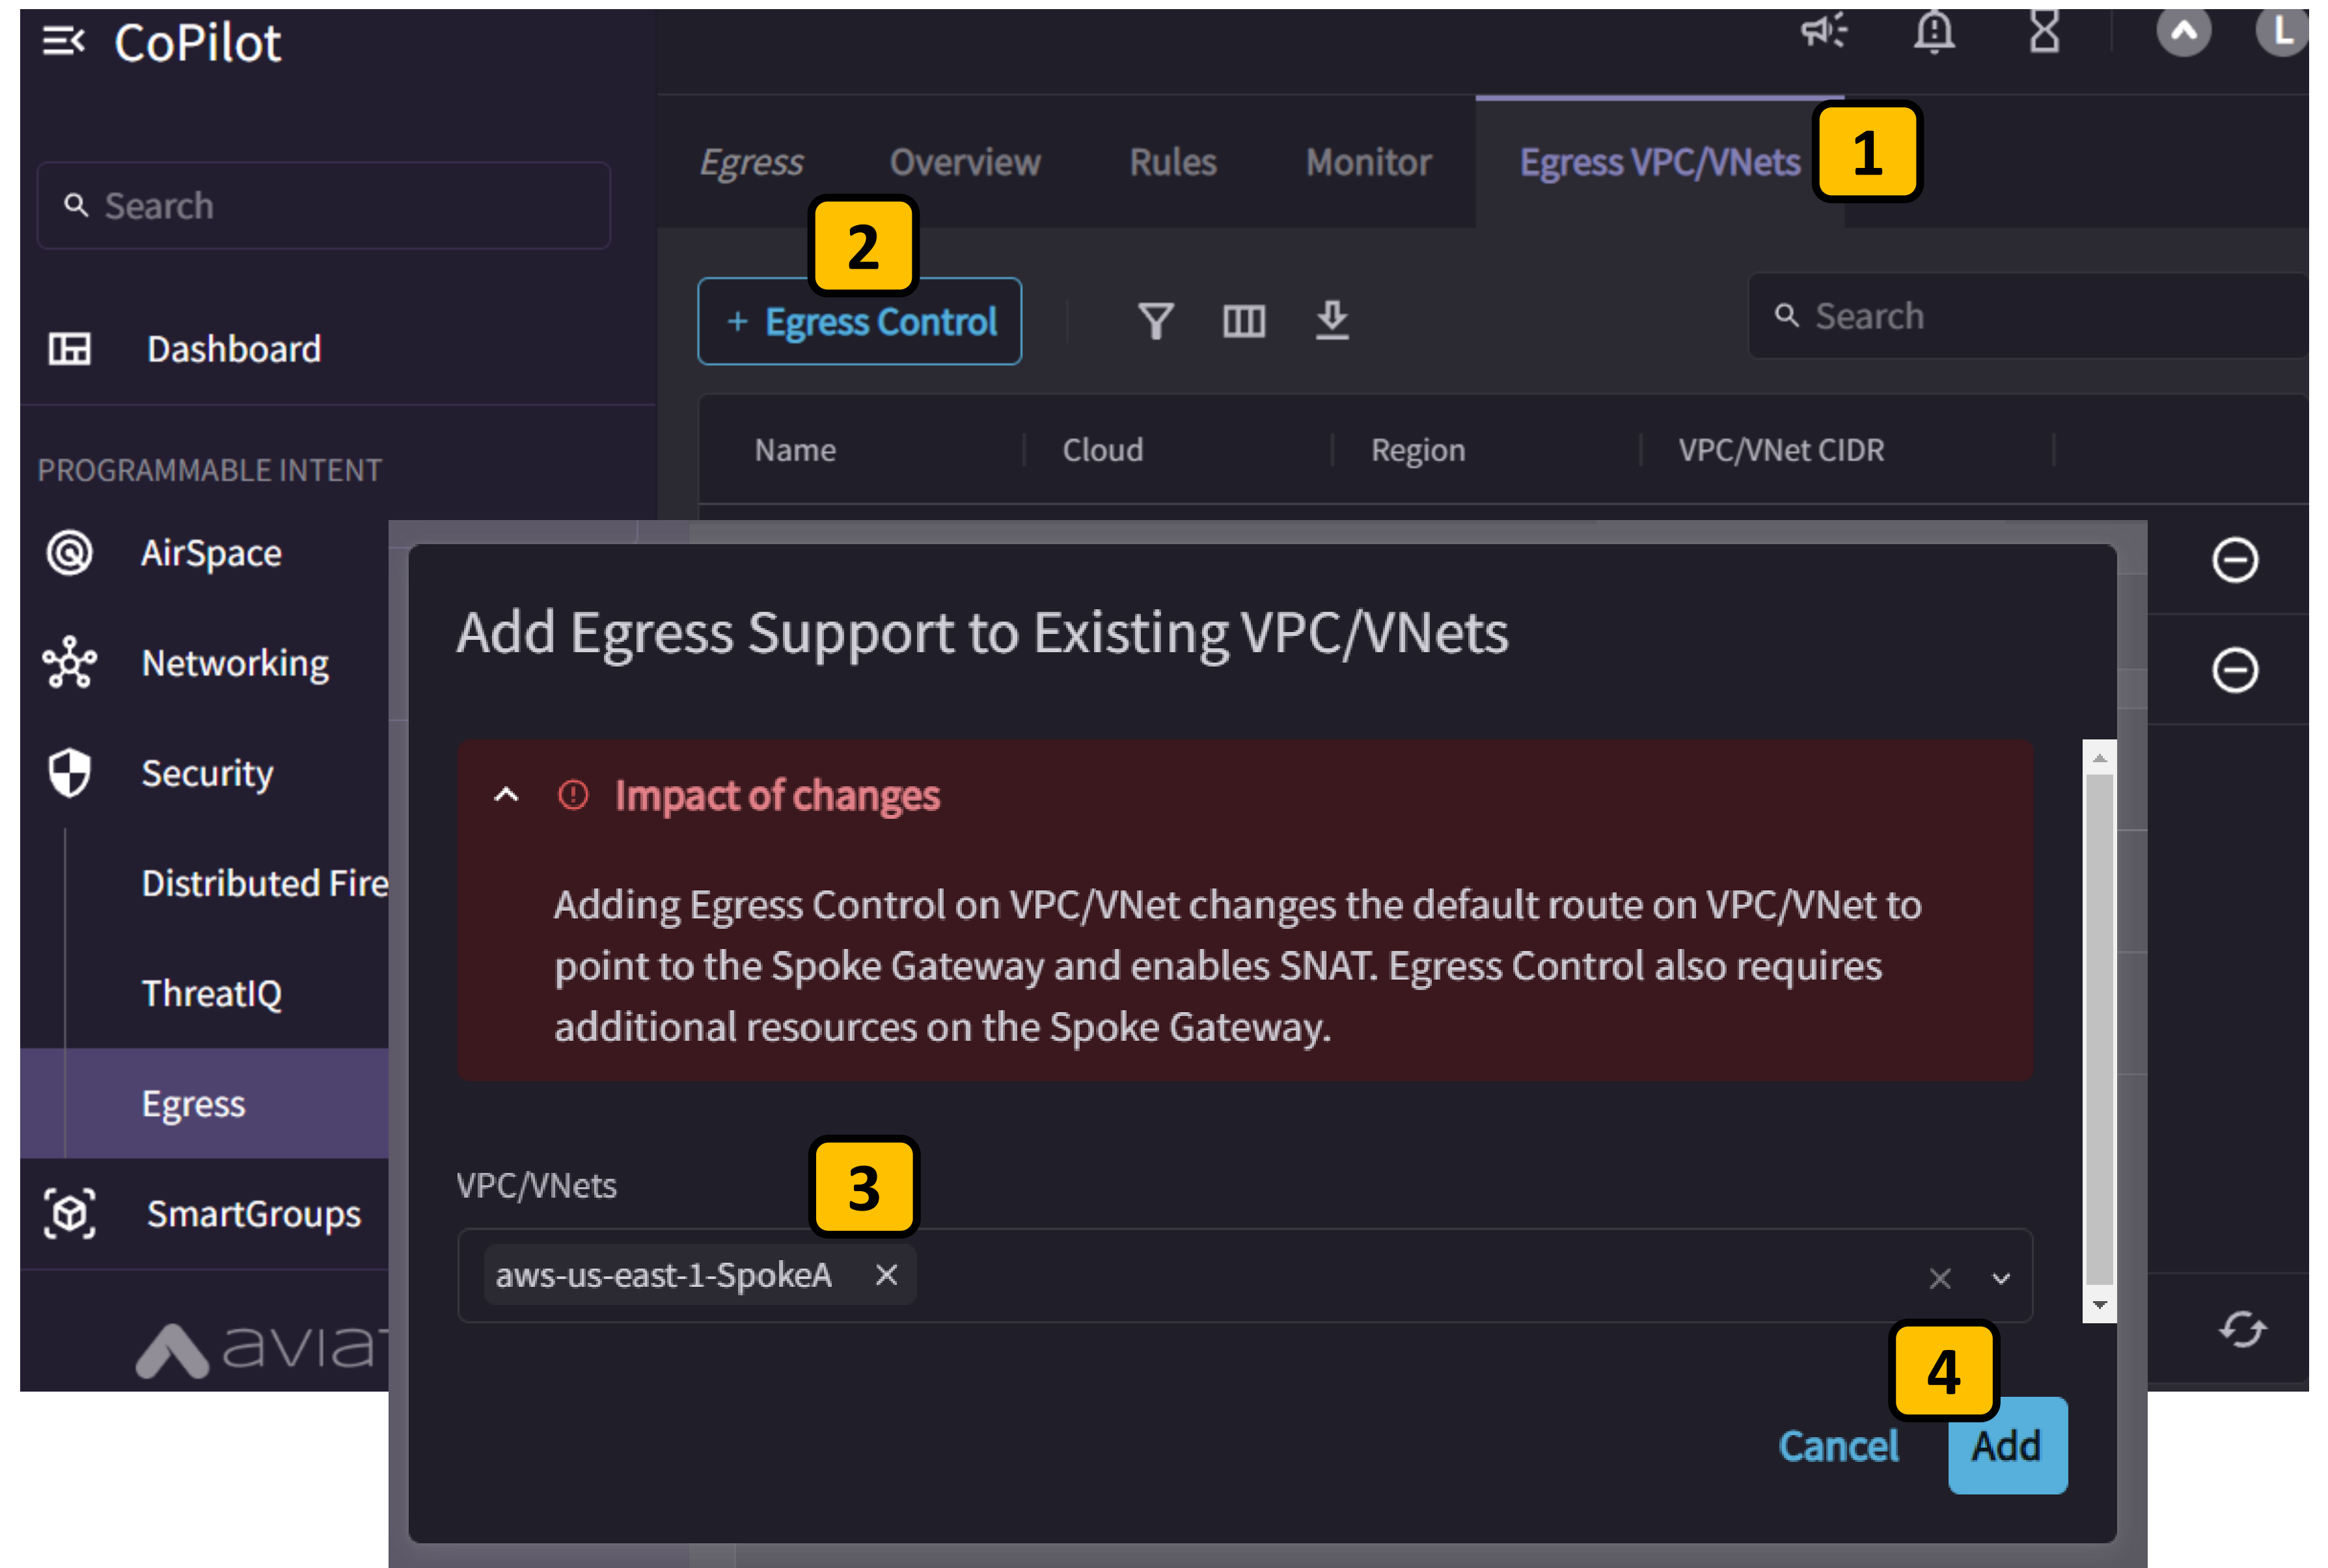 CoPilot
L
Search
Egress
Overview
Rules
Monitor
Egress VPC/VNets
1
2
+ Egress Control
Search
Dashboard
Name
Cloud
Region
VPC/VNet CIDR
PROGRAMMABLE INTENT
AirSpace
Networking
Security
Distributed Fire
ThreatIQ
Egress
SmartGroups
aviat
Add Egress Support to Existing VPC/VNets
Impact of changes
Adding Egress Control on VPC/VNet changes the default route on VPC/VNet to
point to the Spoke Gateway and enables SNAT. Egress Control also requires
additional resources on the Spoke Gateway.
VPC/VNets
3
aws-us-east-1-SpokeA
4
Cancel
Add